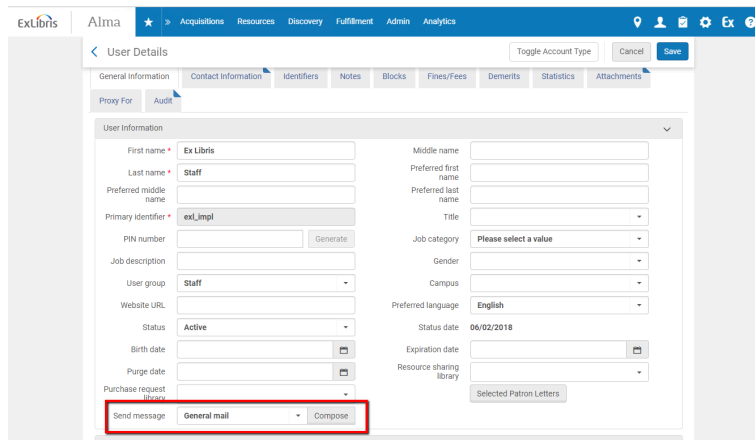 ExLibris Alma » Acquisitions Resources Discovery Fulfillment Admin Analytics Ex ?
User Details Toggle Account Type Cancel Save
General Information Contact Information Identifiers Notes Blocks Fines/Fees Demerits Statistics Attachments
Proxy For Audit
User Information
First name * Ex Libris Middle name
Last name * Staff Preferred first name
Preferred middle name Preferred last name
Primary identifier * exl_impl Title
PIN number Generate Job category Please select a value
Job description Gender
User group Staff Campus
Website URL Preferred language English
Status Active Status date 06/02/2018
Birth date Expiration date
Purge date Resource sharing library
Purchase request library Selected Patron Letters
Send message General mail Compose